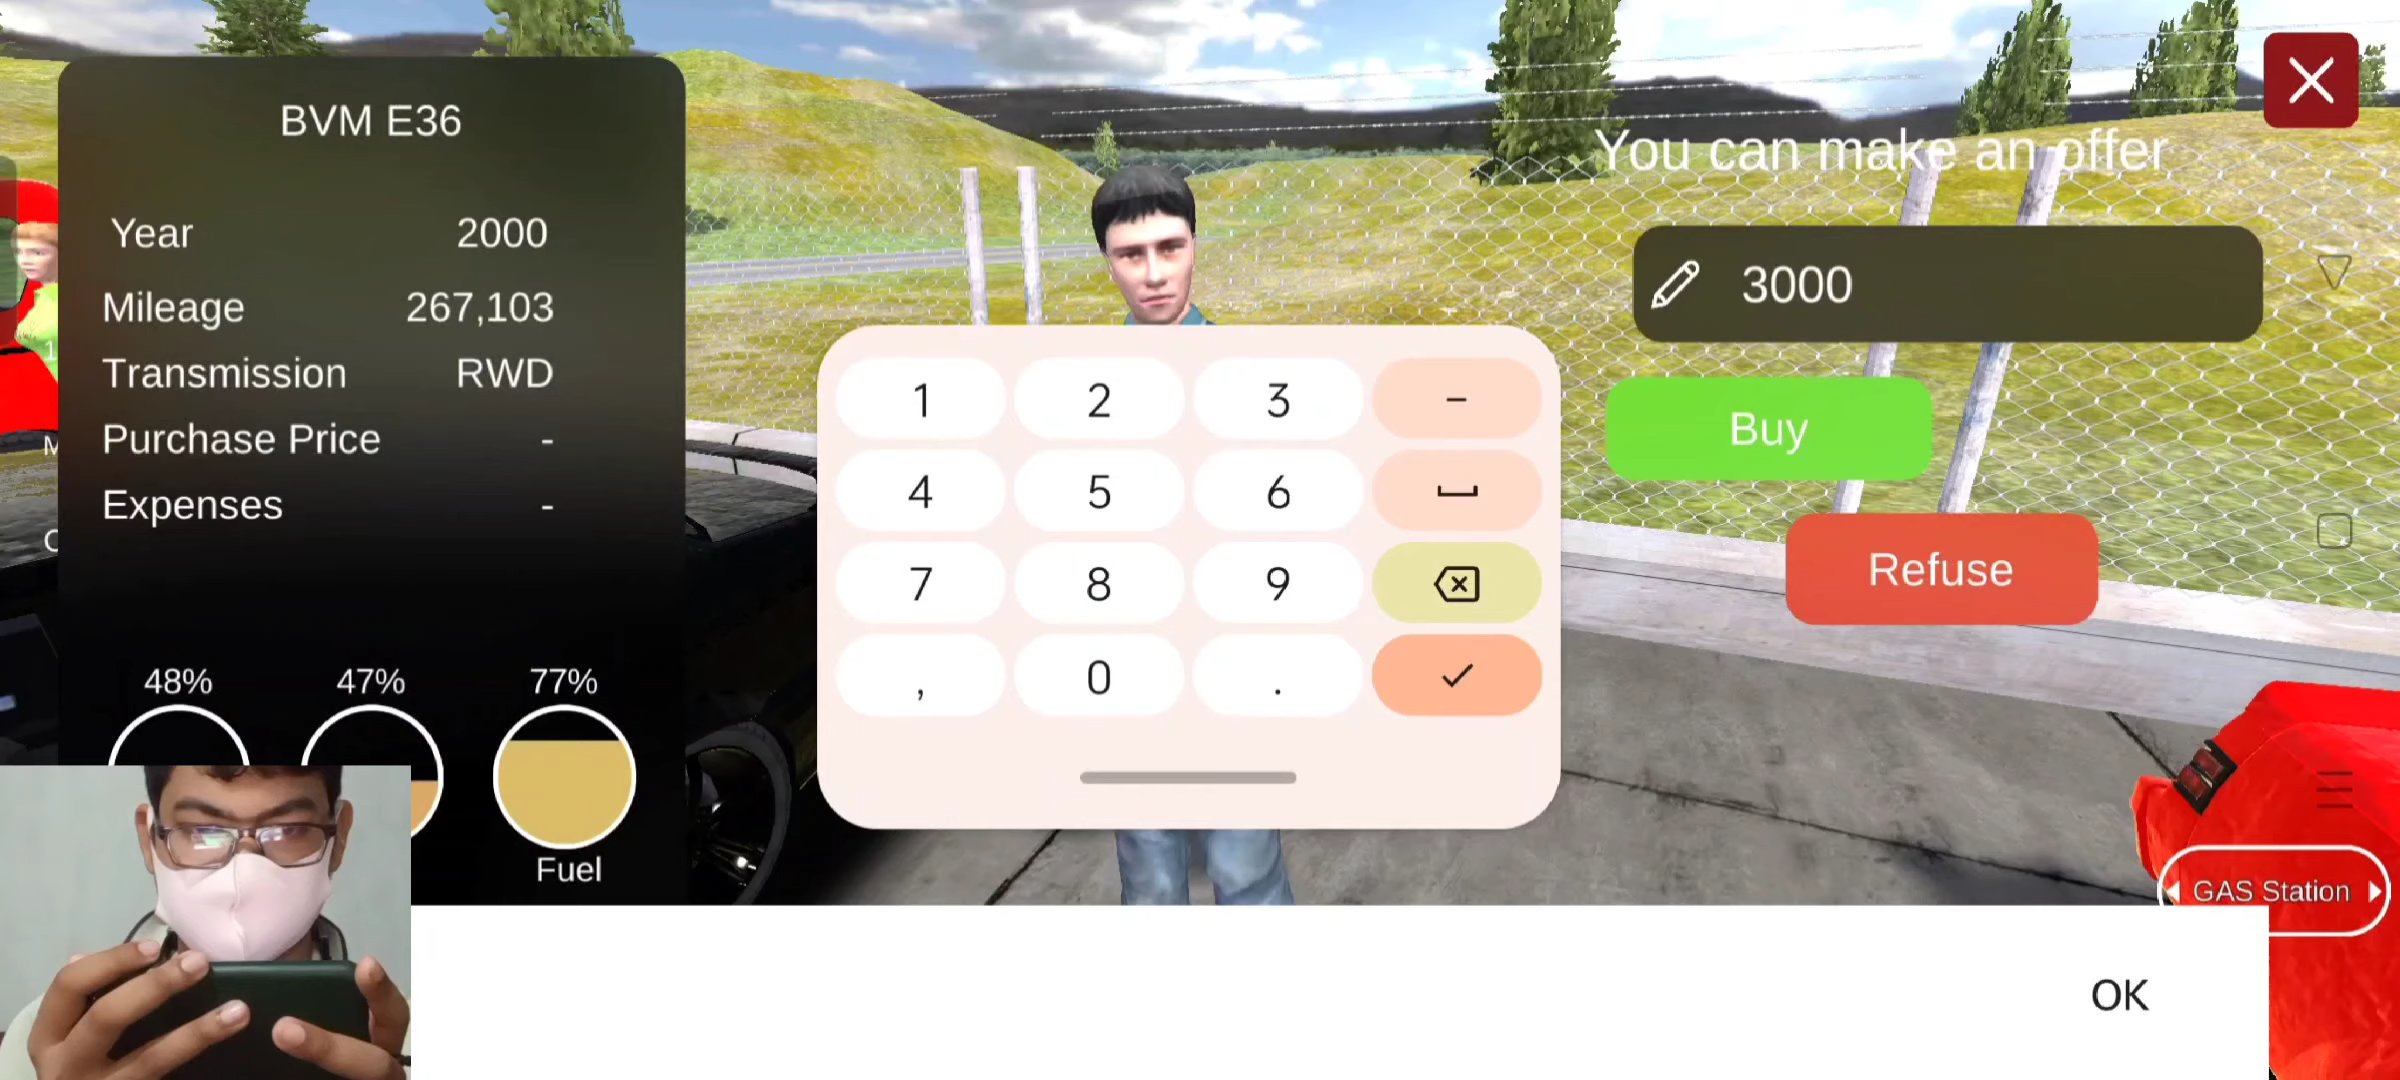 BVM E36
Year 2000
Mileage 267,103
Transmission RWD
Purchase Price -
Expenses -
48% 47% 77%
Fuel
You can make an offer
3000
Buy
Refuse
1 2 3 -
4 5 6
7 8 9
, 0 .
GAS Station
OK